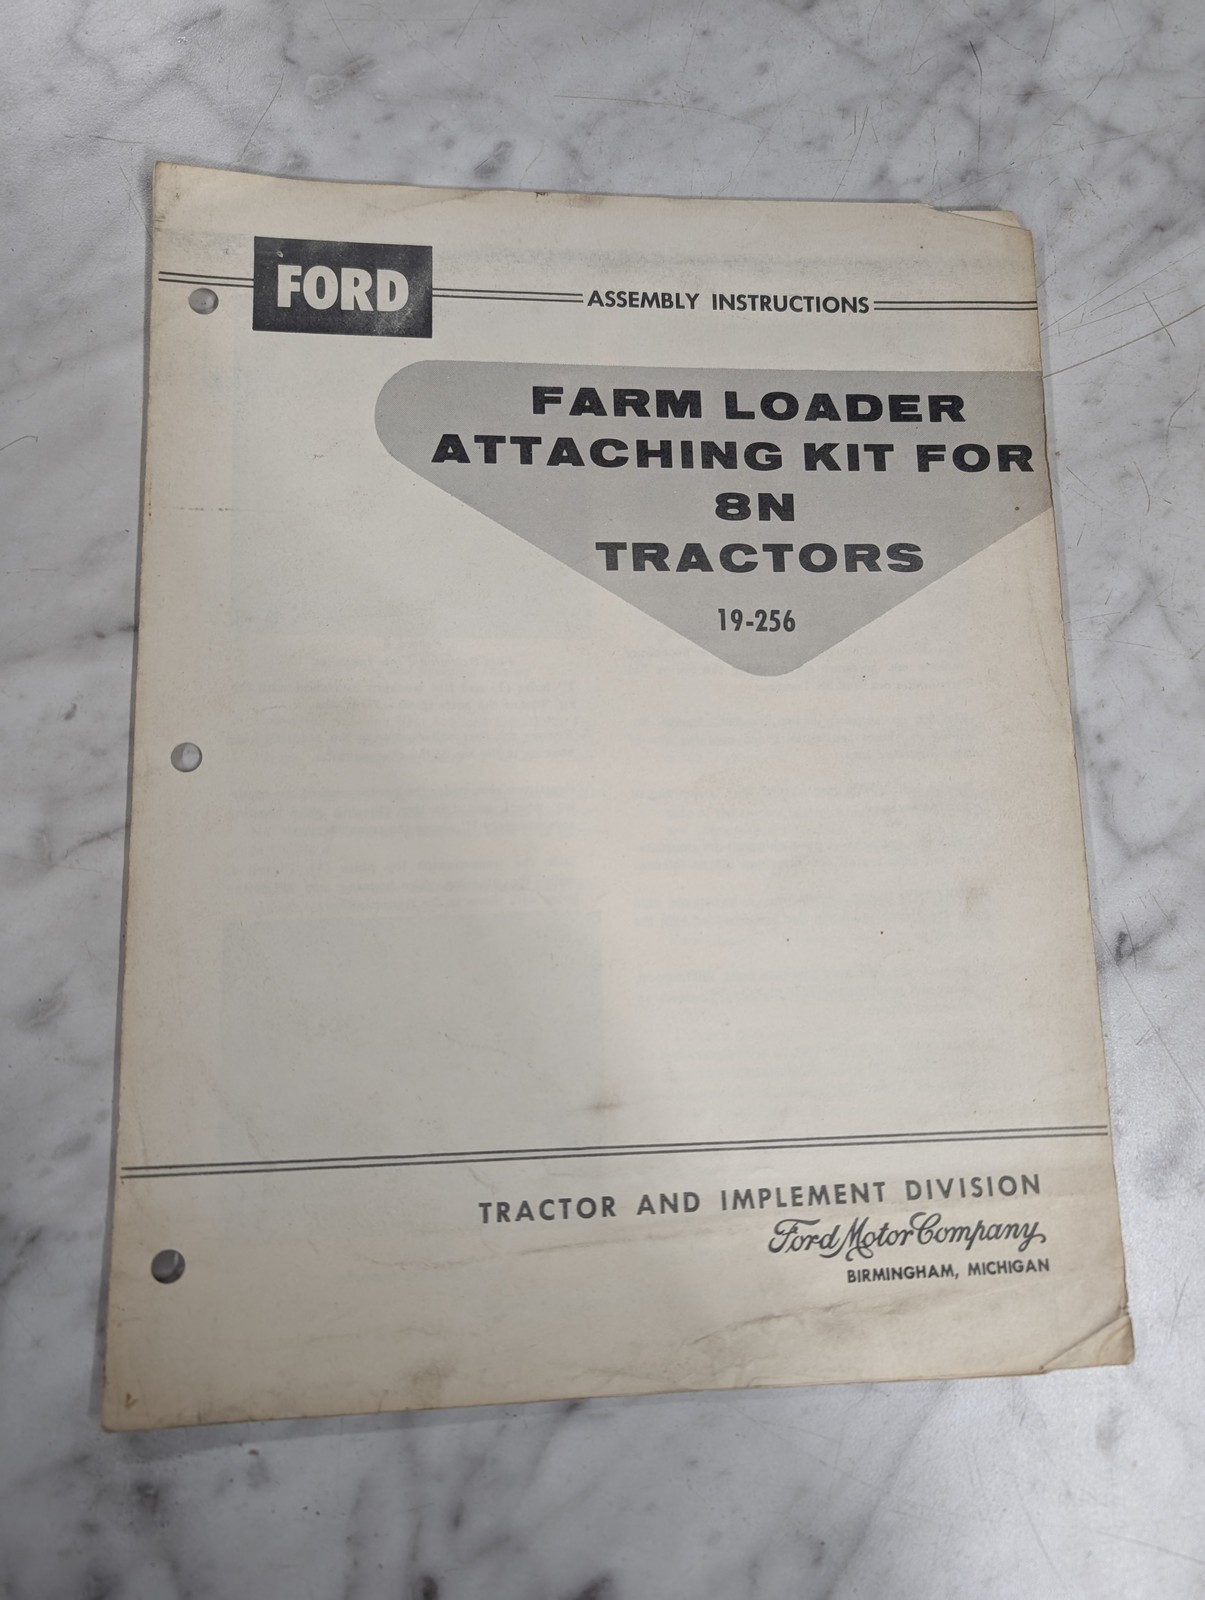 FORD
ASSEMBLY INSTRUCTIONS
FARM LOADER
ATTACHING KIT FOR
8N
TRACTORS
19-256
TRACTOR AND IMPLEMENT DIVISION
Ford Motor Company
BIRMINGHAM, MICHIGAN